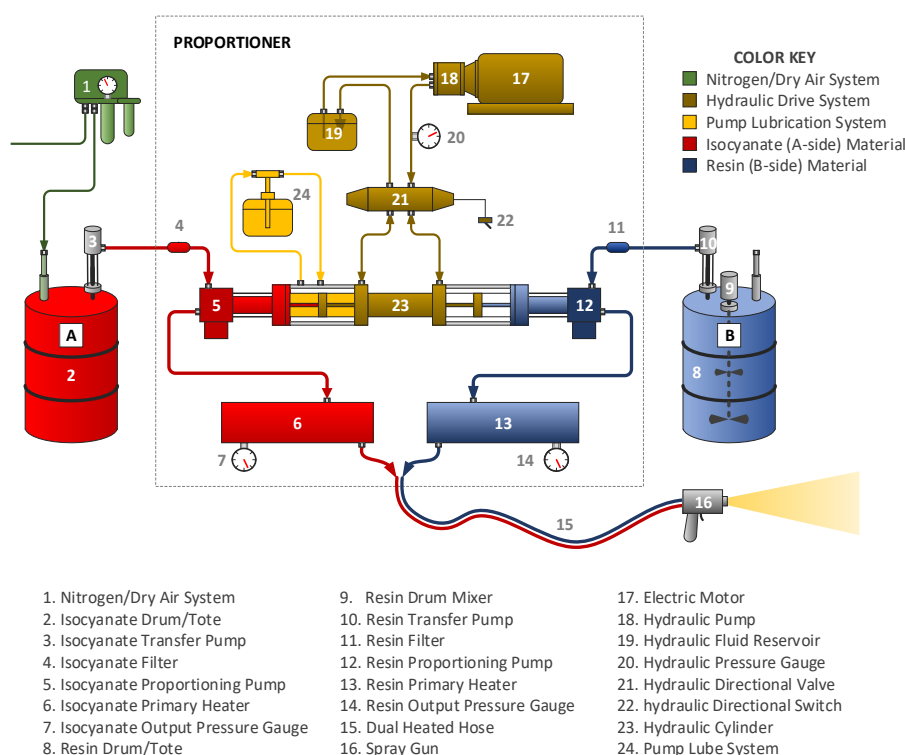 PROPORTIONER
COLOR KEY
Nitrogen/Dry Air System
Hydraulic Drive System
Pump Lubrication System
Isocyanate (A-side) Material
Resin (B-side) Material
1
18
17
19
20
24
21
22
4
11
3
10
9
5
23
12
A
B
2
8
6
13
7
14
16
15
1. Nitrogen/Dry Air System
2. Isocyanate Drum/Tote
3. Isocyanate Transfer Pump
4. Isocyanate Filter
5. Isocyanate Proportioning Pump
6. Isocyanate Primary Heater
7. Isocyanate Output Pressure Gauge
8. Resin Drum/Tote
9. Resin Drum Mixer
10. Resin Transfer Pump
11. Resin Filter
12. Resin Proportioning Pump
13. Resin Primary Heater
14. Resin Output Pressure Gauge
15. Dual Heated Hose
16. Spray Gun
17. Electric Motor
18. Hydraulic Pump
19. Hydraulic Fluid Reservoir
20. Hydraulic Pressure Gauge
21. Hydraulic Directional Valve
22. hydraulic Directional Switch
23. Hydraulic Cylinder
24. Pump Lube System